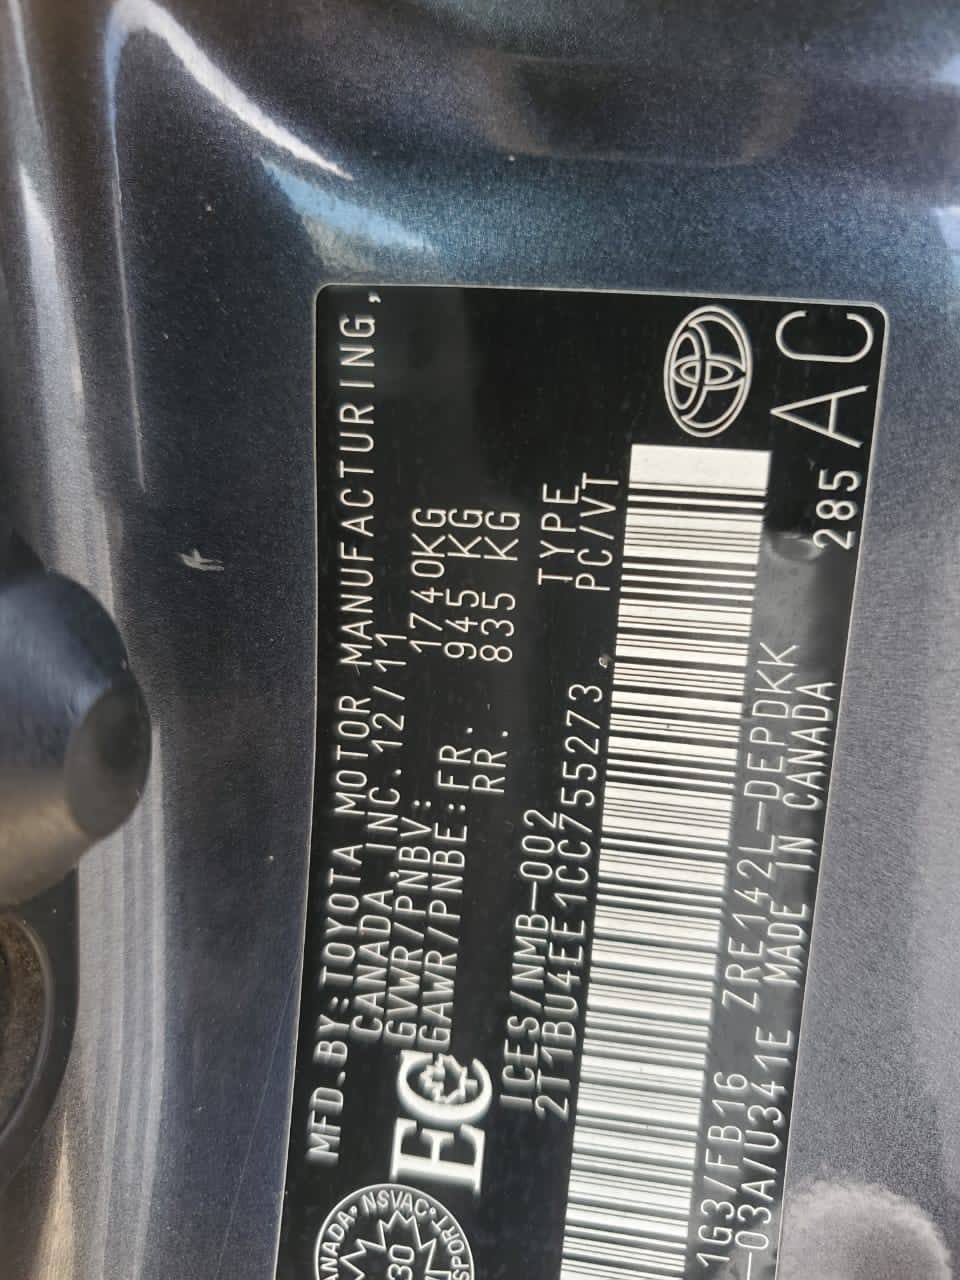 MFD.BY:TOYOTA MOTOR MANUFACTURING,
CANADA,INC.12/11
GVWR/PNBV: 1740KG
GAWR/PNBE:FR. 945 KG
RR. 835 KG
EC
ICES/NMB-002 TYPE
2T1BU4EE1CC755273 PC/VT
NSVAC
30
1G3/FB16 ZRE142L-DEPDKK
-03A/U341E MADE IN CANADA
285 AC